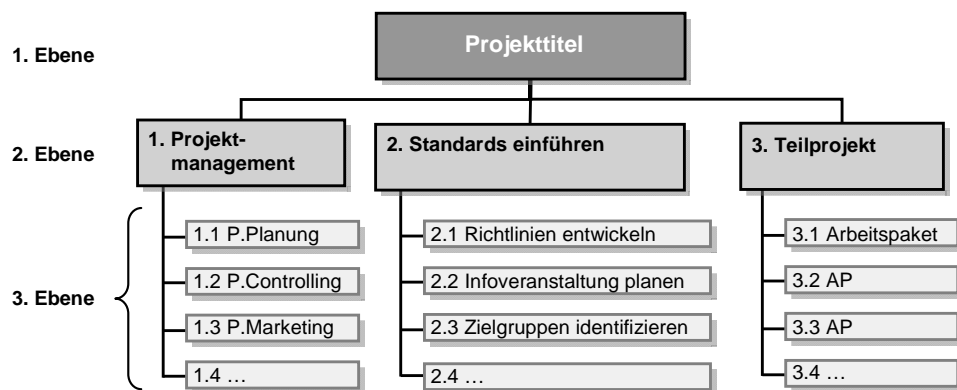 Projekttitel
1. Ebene
2. Ebene
1. Projekt-
management
2. Standards einführen
3. Teilprojekt
3. Ebene
1.1 P.Planung
1.2 P.Controlling
1.3 P.Marketing
1.4 …
2.1 Richtlinien entwickeln
2.2 Infoveranstaltung planen
2.3 Zielgruppen identifizieren
2.4 …
3.1 Arbeitspaket
3.2 AP
3.3 AP
3.4 …